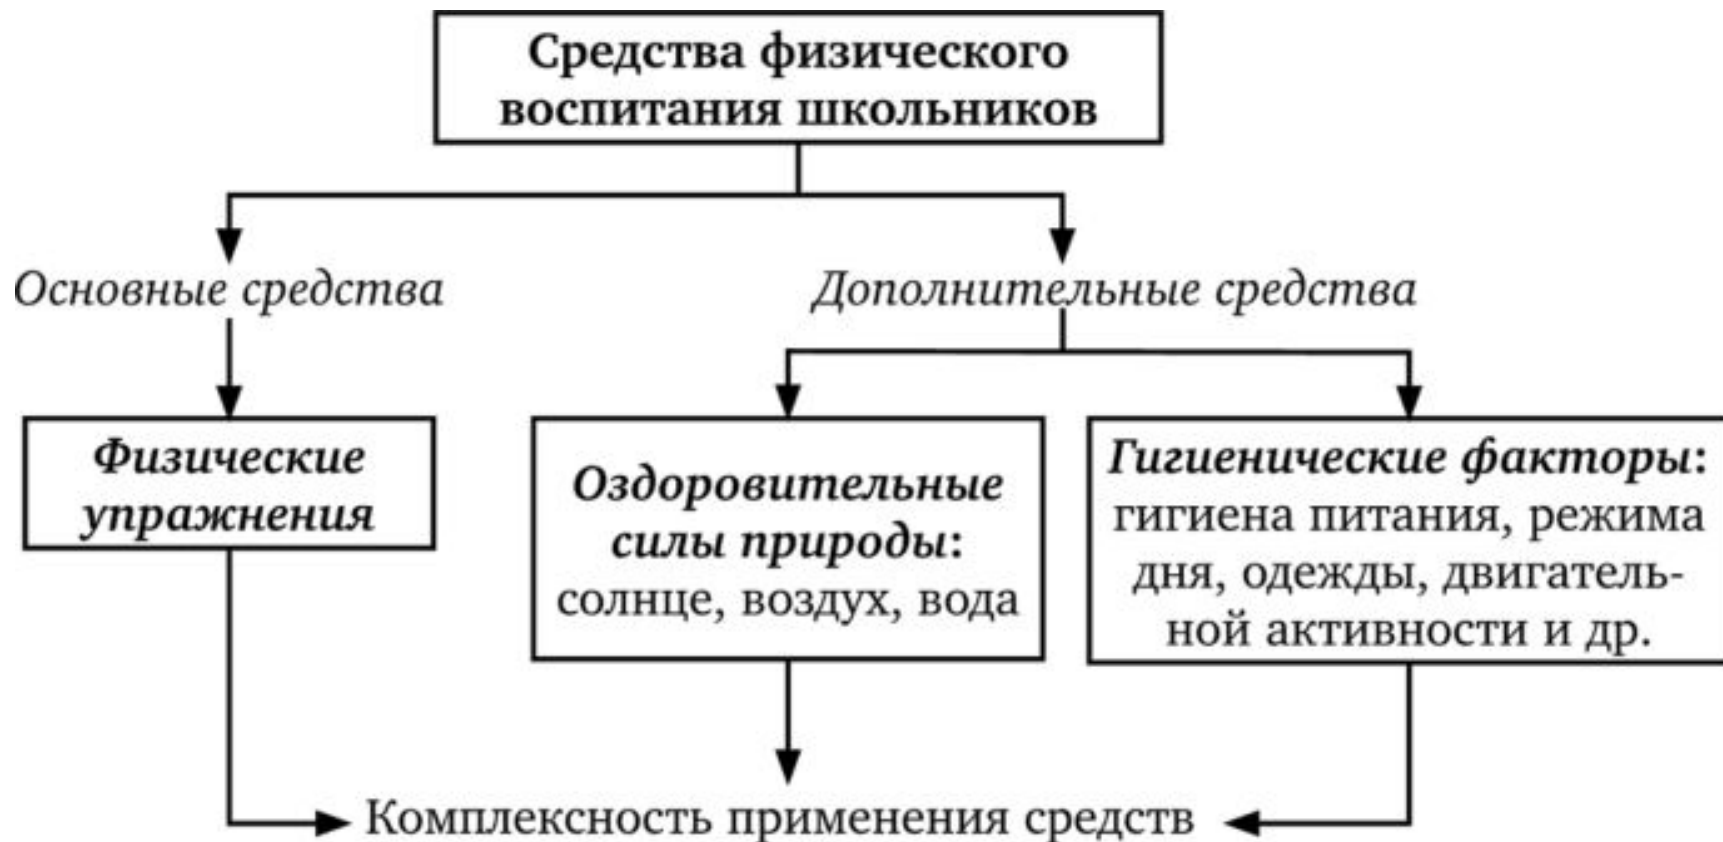 Средства физического
воспитания школьников
Основные средства
Дополнительные средства
Физические
упражнения
Оздоровительные
силы природы:
солнце, воздух, вода
Гигиенические факторы:
гигиена питания, режима
дня, одежды, двигатель-
ной активности и др.
Комплексность применения средств